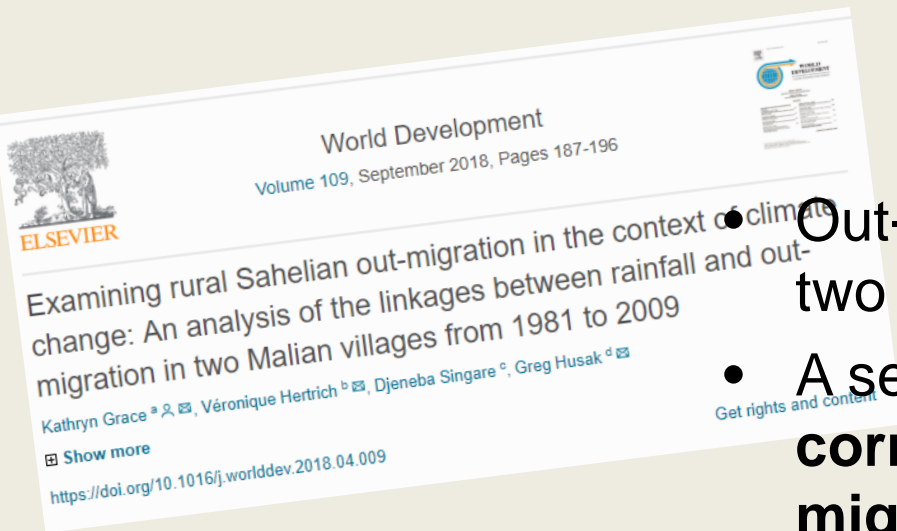 World Development
Volume 109, September 2018, Pages 187-196
ELSEVIER
WORLD
DEVELOPMENT
Examining rural Sahelian out-migration in the context of climate
change: An analysis of the linkages between rainfall and out-
migration in two Malian villages from 1981 to 2009
Kathryn Grace a, Véronique Hertrich b, Djeneba Singare c, Greg Husak d
Get rights and content
Show more
https://doi.org/10.1016/j.worlddev.2018.04.009
• Out-
two
• A se
corr
mig